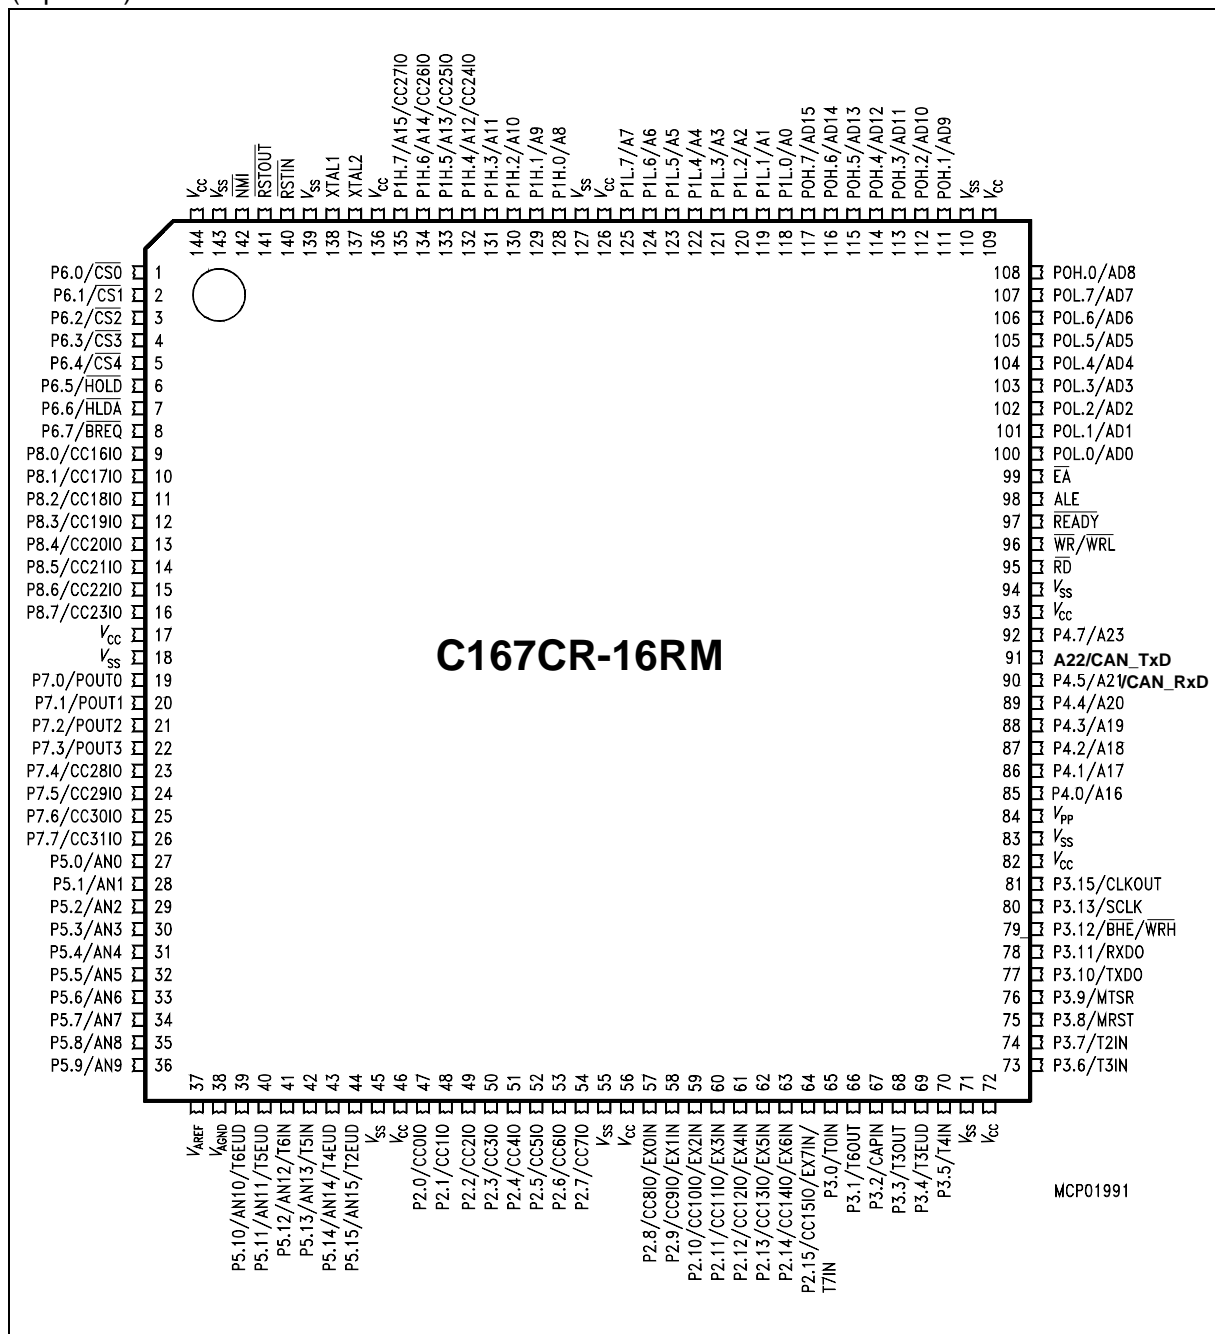 V̅CC
VSS
N̅M̅I̅
R̅S̅T̅O̅U̅T̅
R̅S̅T̅I̅N̅
VSS
XTAL1
XTAL2
VCC
P1H.7/A15/CC27IO
P1H.6/A14/CC26IO
P1H.5/A13/CC25IO
P1H.4/A12/CC24IO
P1H.3/A11
P1H.2/A10
P1H.1/A9
P1H.0/A8
VSS
VCC
P1L.7/A7
P1L.6/A6
P1L.5/A5
P1L.4/A4
P1L.3/A3
P1L.2/A2
P1L.1/A1
P1L.0/A0
P0H.7/AD15
P0H.6/AD14
P0H.5/AD13
P0H.4/AD12
P0H.3/AD11
P0H.2/AD10
P0H.1/AD9
VSS
VCC
144 143 142 141 140 139 138 137 136 135 134 133 132 131 130 129 128 127 126 125 124 123 122 121 120 119 118 117 116 115 114 113 112 111 110 109
P6.0/C̅S̅0̅ 1
P6.1/C̅S̅1̅ 2
P6.2/C̅S̅2̅ 3
P6.3/C̅S̅3̅ 4
P6.4/C̅S̅4̅ 5
P6.5/H̅O̅L̅D̅ 6
P6.6/H̅L̅D̅A̅ 7
P6.7/B̅R̅E̅Q̅ 8
P8.0/CC16IO 9
P8.1/CC17IO 10
P8.2/CC18IO 11
P8.3/CC19IO 12
P8.4/CC20IO 13
P8.5/CC21IO 14
P8.6/CC22IO 15
P8.7/CC23IO 16
VCC 17
VSS 18
P7.0/POUT0 19
P7.1/POUT1 20
P7.2/POUT2 21
P7.3/POUT3 22
P7.4/CC28IO 23
P7.5/CC29IO 24
P7.6/CC30IO 25
P7.7/CC31IO 26
P5.0/AN0 27
P5.1/AN1 28
P5.2/AN2 29
P5.3/AN3 30
P5.4/AN4 31
P5.5/AN5 32
P5.6/AN6 33
P5.7/AN7 34
P5.8/AN8 35
P5.9/AN9 36
C167CR-16RM
108 P0H.0/AD8
107 P0L.7/AD7
106 P0L.6/AD6
105 P0L.5/AD5
104 P0L.4/AD4
103 P0L.3/AD3
102 P0L.2/AD2
101 P0L.1/AD1
100 P0L.0/AD0
99 E̅A̅
98 ALE
97 R̅E̅A̅D̅Y̅
96 W̅R̅/W̅R̅L̅
95 R̅D̅
94 VSS
93 VCC
92 P4.7/A23
91 A22/CAN_TxD
90 P4.5/A21/CAN_RxD
89 P4.4/A20
88 P4.3/A19
87 P4.2/A18
86 P4.1/A17
85 P4.0/A16
84 VPP
83 VSS
82 VCC
81 P3.15/CLKOUT
80 P3.13/SCLK
79 P3.12/B̅H̅E̅/W̅R̅H̅
78 P3.11/RXD0
77 P3.10/TXD0
76 P3.9/MTSR
75 P3.8/MRST
74 P3.7/T2IN
73 P3.6/T3IN
37 38 39 40 41 42 43 44 45 46 47 48 49 50 51 52 53 54 55 56 57 58 59 60 61 62 63 64 65 66 67 68 69 70 71 72
VAREF
VAGND
P5.10/AN10/T6EUD
P5.11/AN11/T5EUD
P5.12/AN12/T6IN
P5.13/AN13/T5IN
P5.14/AN14/T4EUD
P5.15/AN15/T2EUD
VSS
VCC
P2.0/CC0IO
P2.1/CC1IO
P2.2/CC2IO
P2.3/CC3IO
P2.4/CC4IO
P2.5/CC5IO
P2.6/CC6IO
P2.7/CC7IO
VSS
VCC
P2.8/CC8IO/EX0IN
P2.9/CC9IO/EX1IN
P2.10/CC10IO/EX2IN
P2.11/CC11IO/EX3IN
P2.12/CC12IO/EX4IN
P2.13/CC13IO/EX5IN
P2.14/CC14IO/EX6IN
P2.15/CC15IO/EX7IN/
T7IN
P3.0/T0IN
P3.1/T6OUT
P3.2/CAPIN
P3.3/T3OUT
P3.4/T3EUD
P3.5/T4IN
VSS
VCC
MCP01991